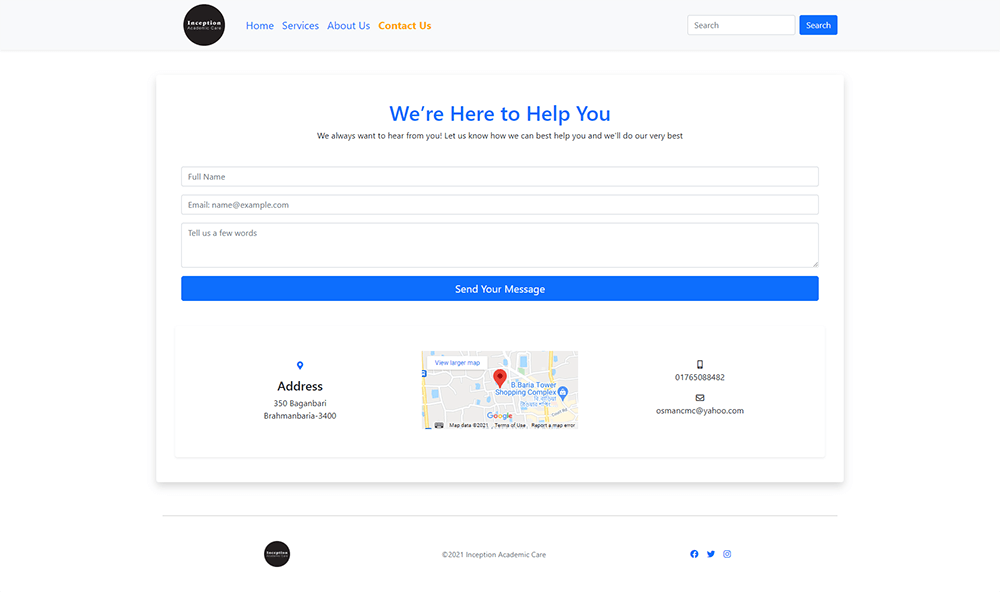 Inception
Academic Care
Home
Services
About Us
Contact Us
Search
Search
We're Here to Help You
We always want to hear from you! Let us know how we can best help you and we'll do our very best
Full Name
Email: name@example.com
Tell us a few words
Send Your Message
Address
350 Baganbari
Brahmanbaria-3400
View larger map
B.Baria Tower
Shopping Complex
Court Rd
Google
Map data ©2021
Terms of Use
Report a map error
01765088482
osmancmc@yahoo.com
Inception
Academic Care
©2021 Inception Academic Care